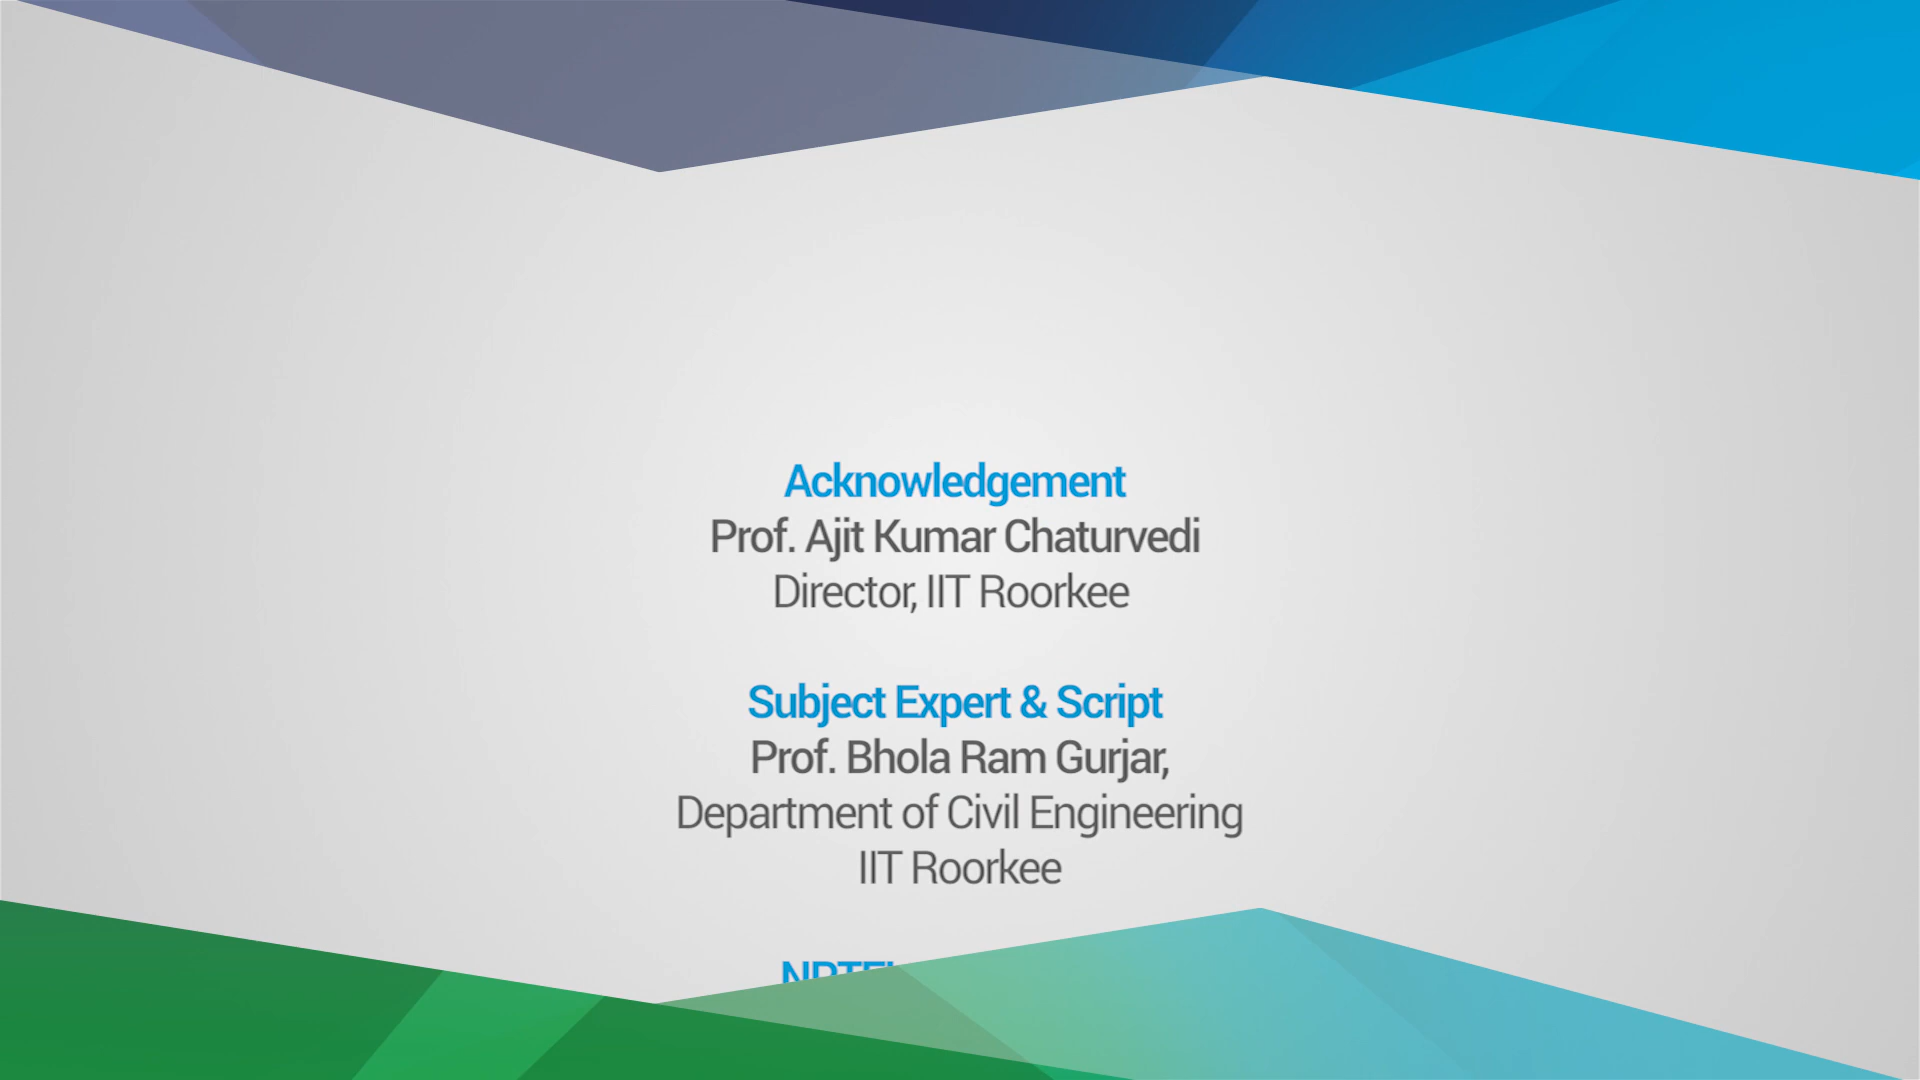 Acknowledgement
Prof. Ajit Kumar Chaturvedi
Director, IIT Roorkee
Subject Expert & Script
Prof. Bhola Ram Gurjar,
Department of Civil Engineering
IIT Roorkee